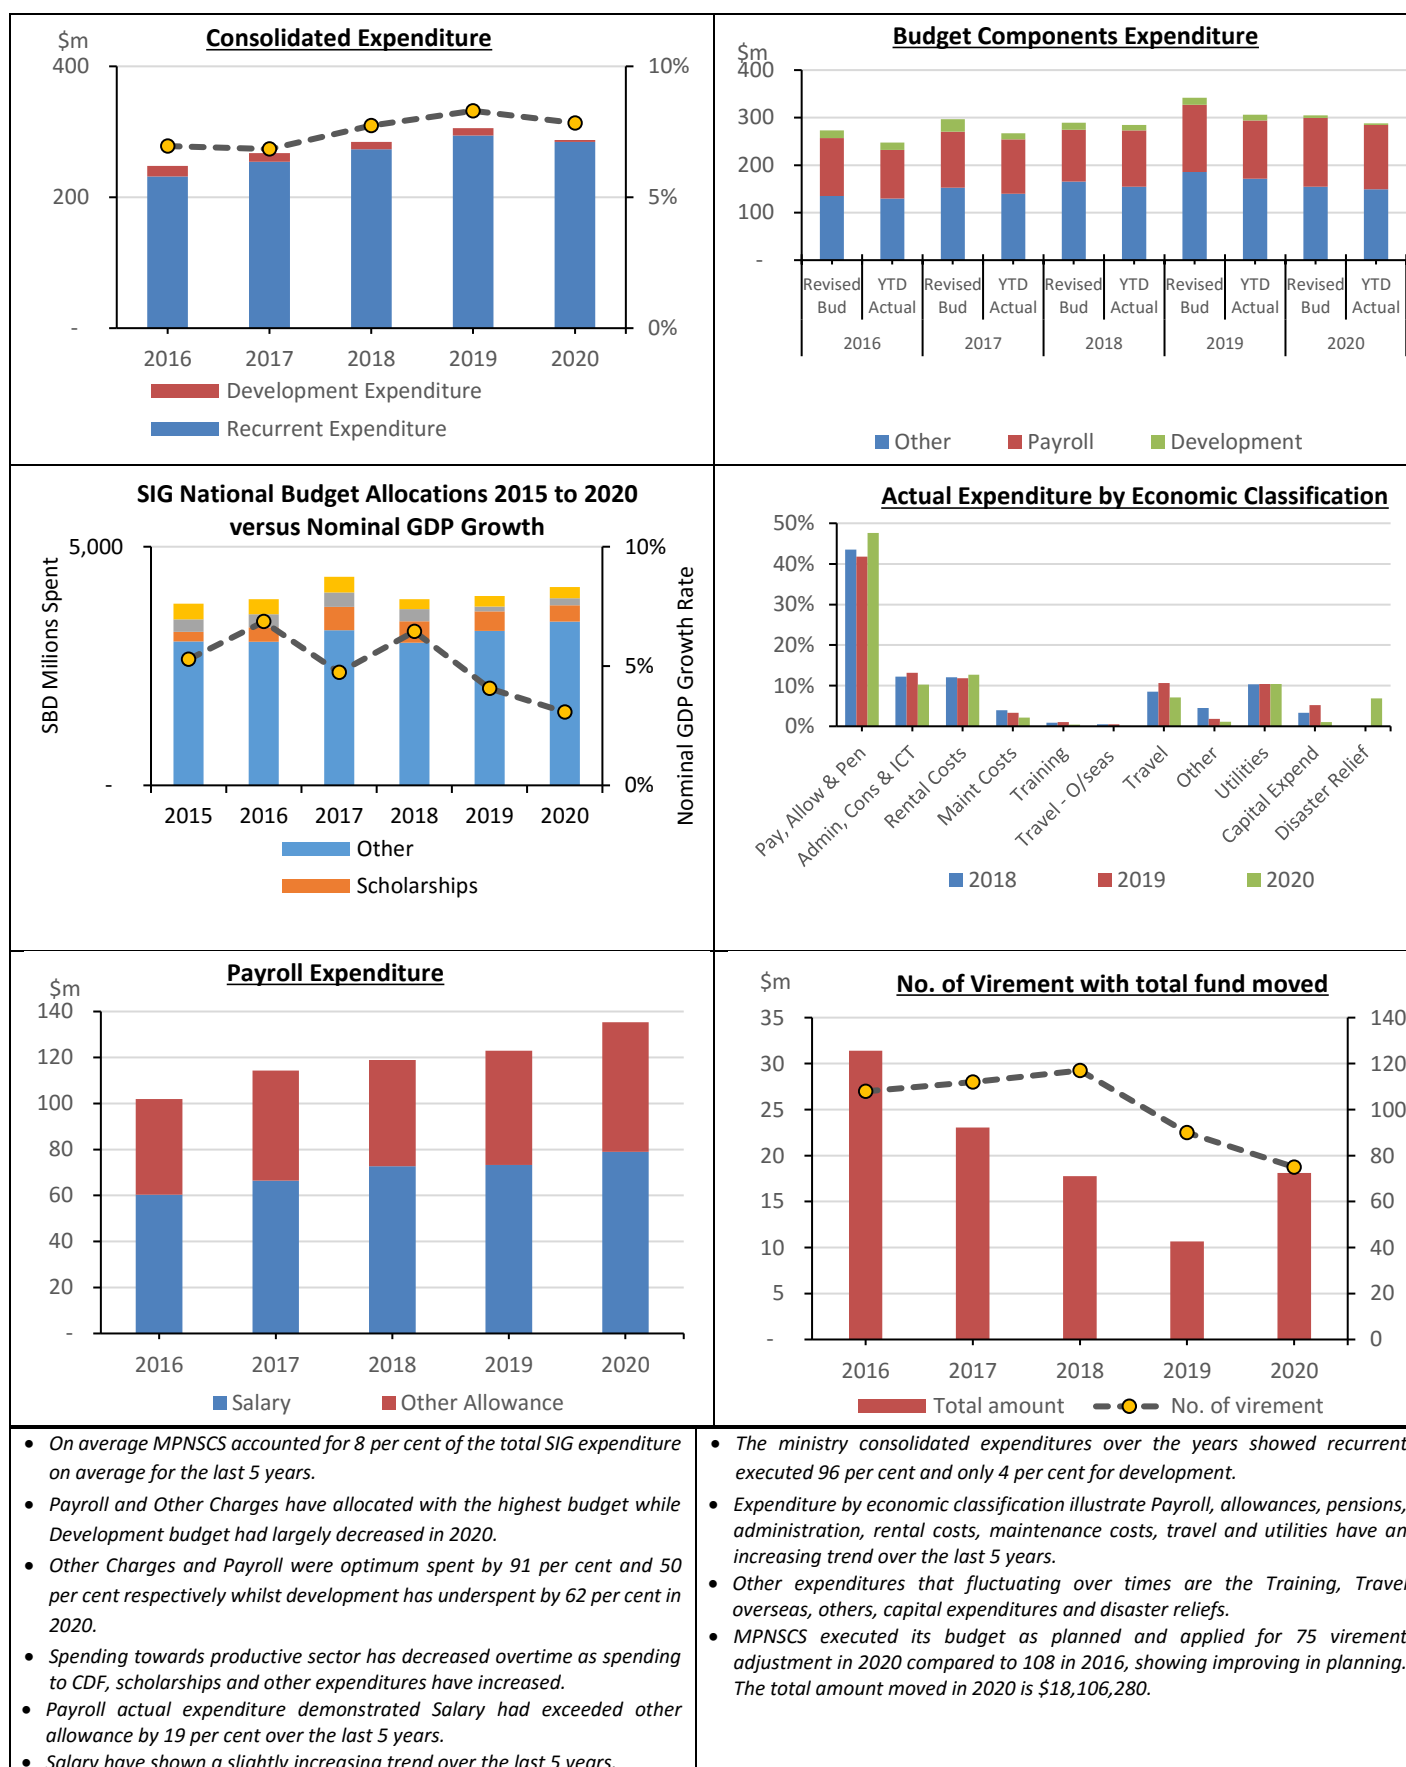 Consolidated Expenditure
$m
400
200
-
10%
5%
0%
2016 2017 2018 2019 2020
Development Expenditure
Recurrent Expenditure
Budget Components Expenditure
$m
400
300
200
100
-
Revised Bud YTD Actual Revised Bud YTD Actual Revised Bud YTD Actual Revised Bud YTD Actual Revised Bud YTD Actual
2016 2017 2018 2019 2020
Other Payroll Development
SIG National Budget Allocations 2015 to 2020
versus Nominal GDP Growth
SBD Milions Spent
5,000
-
10%
5%
0%
Nominal GDP Growth Rate
2015 2016 2017 2018 2019 2020
Other
Scholarships
Actual Expenditure by Economic Classification
50%
40%
30%
20%
10%
0%
Pay, Allow & Pen
Admin, Cons & ICT
Rental Costs
Maint Costs
Training
Travel - O/seas
Travel
Other
Utilities
Capital Expend
Disaster Relief
2018 2019 2020
Payroll Expenditure
$m
140
120
100
80
60
40
20
-
2016 2017 2018 2019 2020
Salary Other Allowance
No. of Virement with total fund moved
$m
35
30
25
20
15
10
5
-
140
120
100
80
60
40
20
0
2016 2017 2018 2019 2020
Total amount No. of virement
• On average MPNSCS accounted for 8 per cent of the total SIG expenditure
on average for the last 5 years.
• Payroll and Other Charges have allocated with the highest budget while
Development budget had largely decreased in 2020.
• Other Charges and Payroll were optimum spent by 91 per cent and 50
per cent respectively whilst development has underspent by 62 per cent in
2020.
• Spending towards productive sector has decreased overtime as spending
to CDF, scholarships and other expenditures have increased.
• Payroll actual expenditure demonstrated Salary had exceeded other
allowance by 19 per cent over the last 5 years.
• Salary have shown a slightly increasing trend over the last 5 years.
• The ministry consolidated expenditures over the years showed recurrent
executed 96 per cent and only 4 per cent for development.
• Expenditure by economic classification illustrate Payroll, allowances, pensions,
administration, rental costs, maintenance costs, travel and utilities have an
increasing trend over the last 5 years.
• Other expenditures that fluctuating over times are the Training, Travel
overseas, others, capital expenditures and disaster reliefs.
• MPNSCS executed its budget as planned and applied for 75 virement
adjustment in 2020 compared to 108 in 2016, showing improving in planning.
The total amount moved in 2020 is $18,106,280.